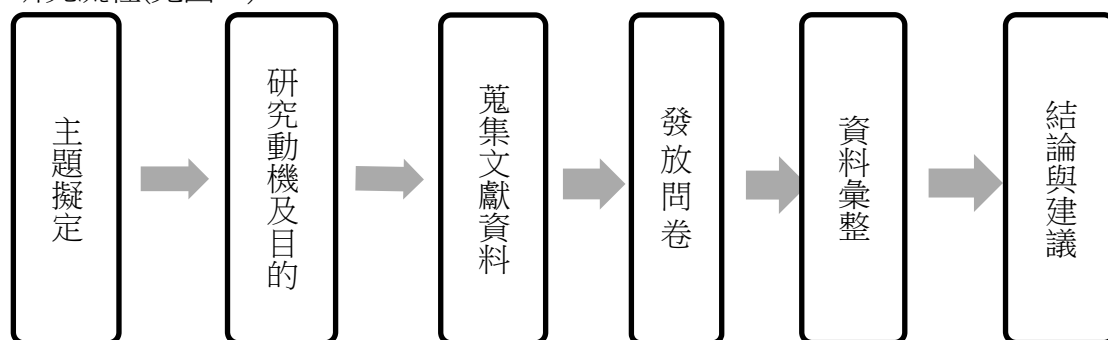 主題擬定
研究動機及目的
蒐集文獻資料
發放問卷
資料彙整
結論與建議